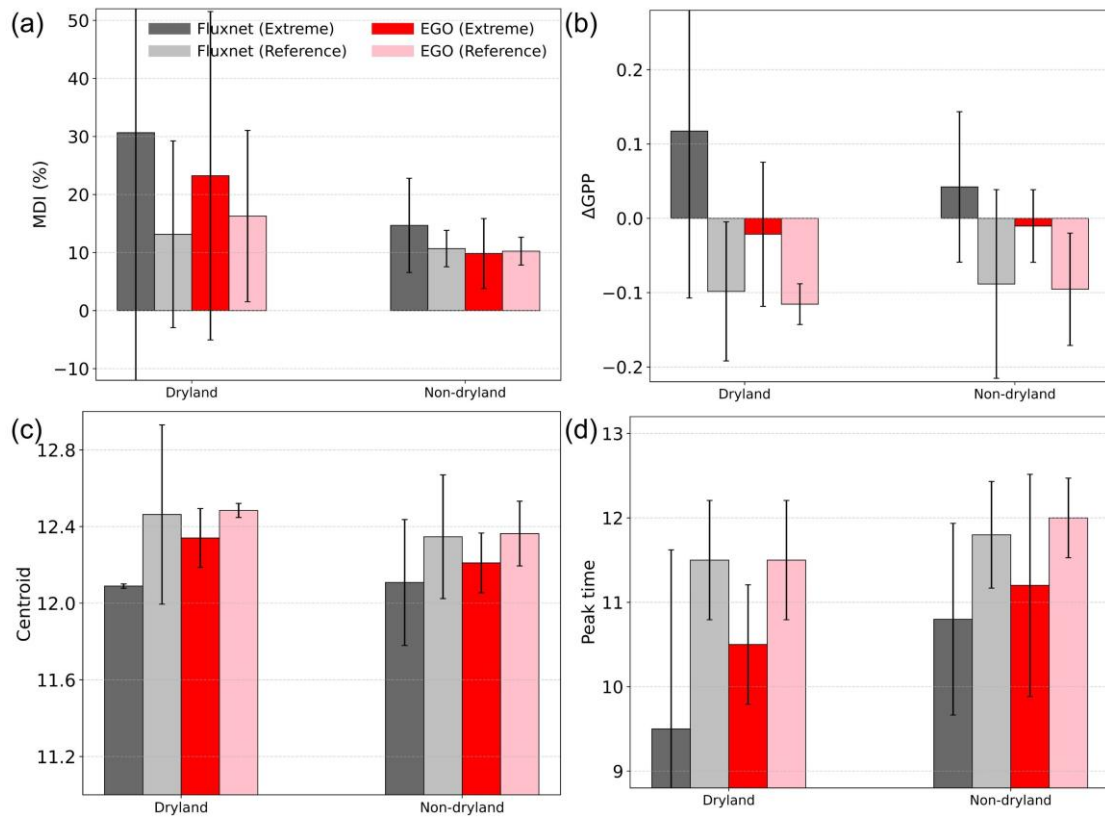 (a)
Fluxnet (Extreme) EGO (Extreme)
Fluxnet (Reference) EGO (Reference)
50
40
30
20
10
0
−10
MDI (%)
Dryland Non-dryland
(b)
0.2
0.1
0.0
−0.1
−0.2
ΔGPP
Dryland Non-dryland
(c)
12.8
12.4
12.0
11.6
11.2
Centroid
Dryland Non-dryland
(d)
13
12
11
10
9
Peak time
Dryland Non-dryland